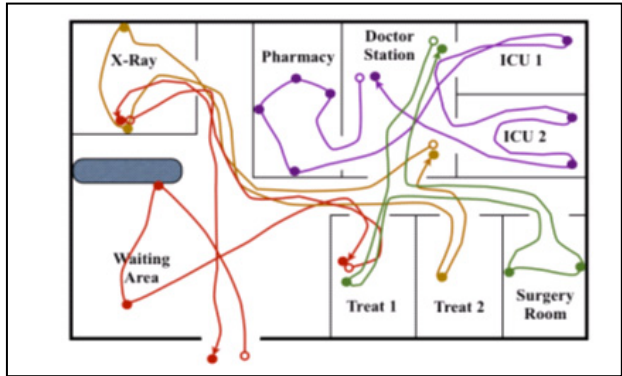 X-Ray
Pharmacy
Doctor
Station
ICU 1
ICU 2
Waiting
Area
Treat 1
Treat 2
Surgery
Room